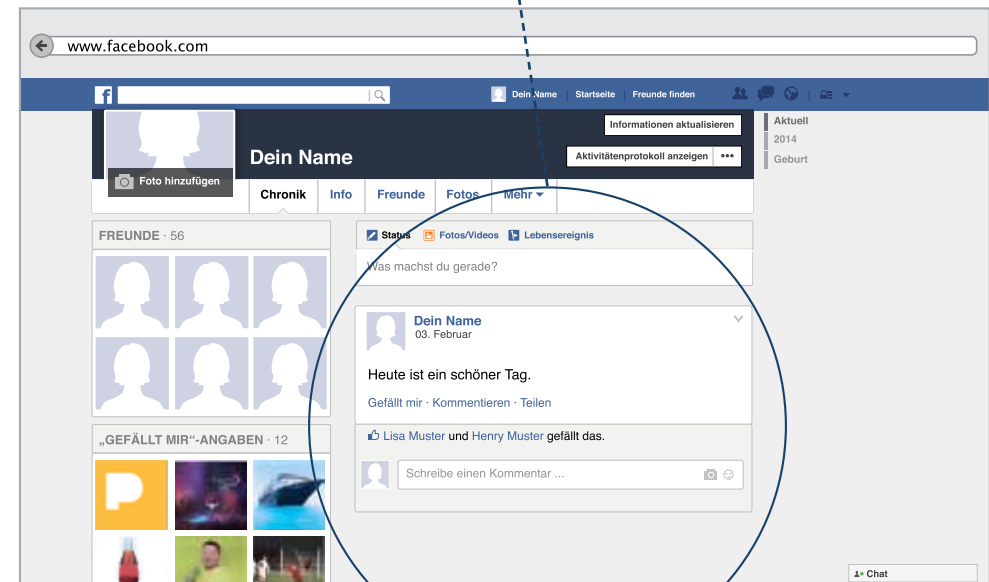 www.facebook.com
f
Dein Name | Startseite | Freunde finden
Informationen aktualisieren
Aktuell
2014
Geburt
Dein Name
Aktivitätenprotokoll anzeigen •••
Foto hinzufügen
Chronik Info Freunde Fotos Mehr
FREUNDE · 56
Status Fotos/Videos Lebensereignis
Was machst du gerade?
Dein Name
03. Februar
Heute ist ein schöner Tag.
Gefällt mir · Kommentieren · Teilen
Lisa Muster und Henry Muster gefällt das.
„GEFÄLLT MIR“-ANGABEN · 12
Schreibe einen Kommentar ...
Chat